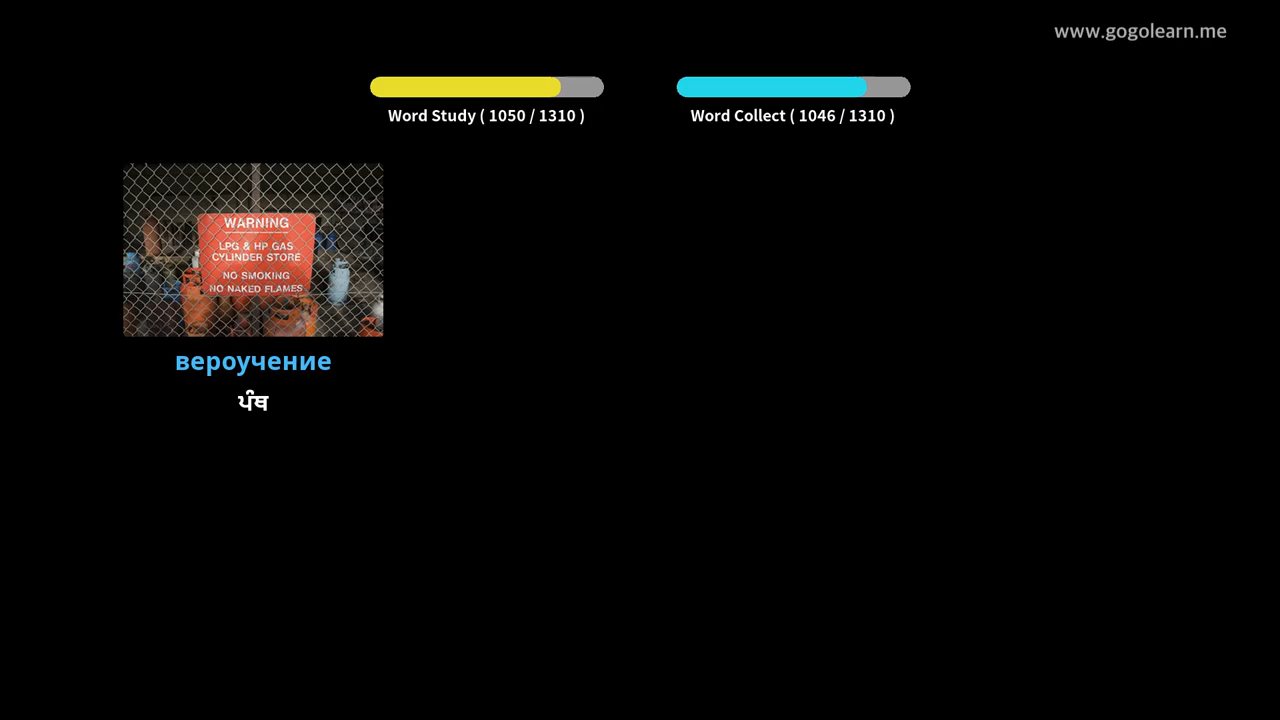 www.gogolearn.me
Word Study ( 1050 / 1310 )
Word Collect ( 1046 / 1310 )
WARNING
LPG & HP GAS
CYLINDER STORE
NO SMOKING
NO NAKED FLAMES
вероучение
ਪੰਥ